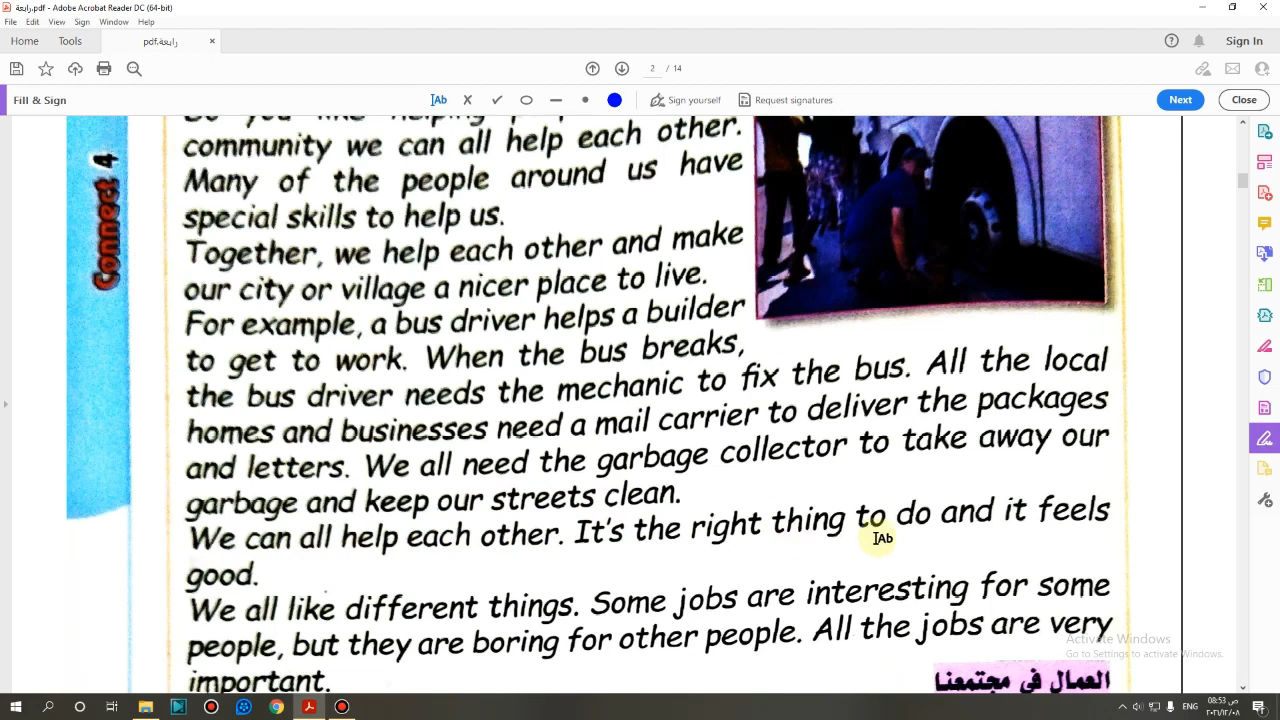 رابعة.pdf - Adobe Acrobat Reader DC (64-bit)
File Edit View Sign Window Help
Home Tools رابعة.pdf × Sign In
2 / 14
Fill & Sign Ab Sign yourself Request signatures Next Close
Connect 4
community we can all help each other.
Many of the people around us have
special skills to help us.
Together, we help each other and make
our city or village a nicer place to live.
For example, a bus driver helps a builder
to get to work. When the bus breaks,
the bus driver needs the mechanic to fix the bus. All the local
homes and businesses need a mail carrier to deliver the packages
and letters. We all need the garbage collector to take away our
garbage and keep our streets clean.
We can all help each other. It's the right thing to do and it feels
good.
Ab
We all like different things. Some jobs are interesting for some
people, but they are boring for other people. All the jobs are very
important.
Activate Windows
Go to Settings to activate Windows.
العمال في مجتمعنا
ENG 08:53 ص
٢٠٢١/١٢/٠٨